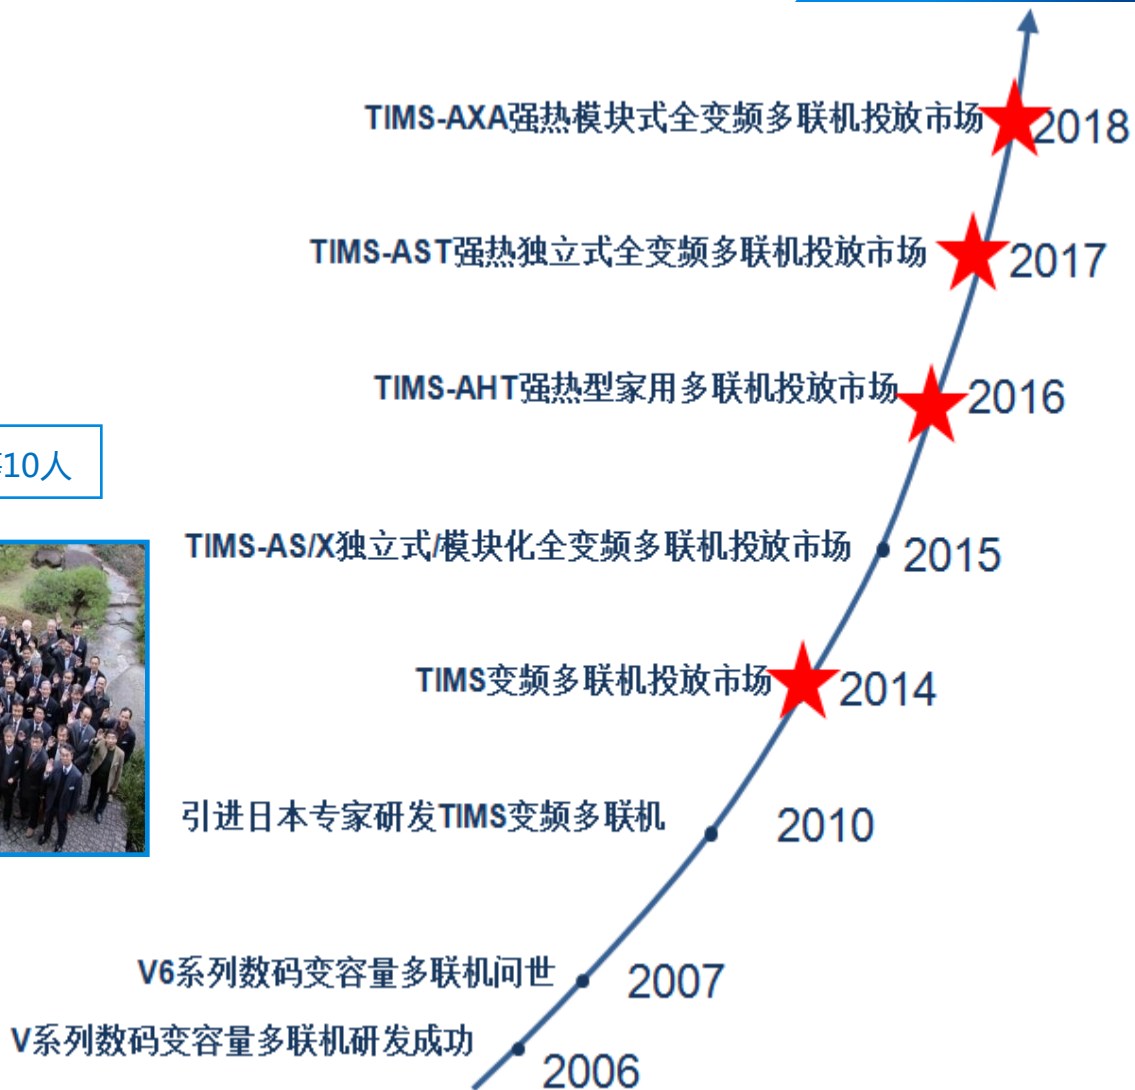 TIMS-AXA强热模块式全变频多联机投放市场 2018
TIMS-AST强热独立式全变频多联机投放市场 2017
TIMS-AHT强热型家用多联机投放市场 2016
10人
TIMS-AS/X独立式/模块化全变频多联机投放市场 2015
TIMS变频多联机投放市场 2014
引进日本专家研发TIMS变频多联机 2010
V6系列数码变容量多联机问世 2007
V系列数码变容量多联机研发成功 2006